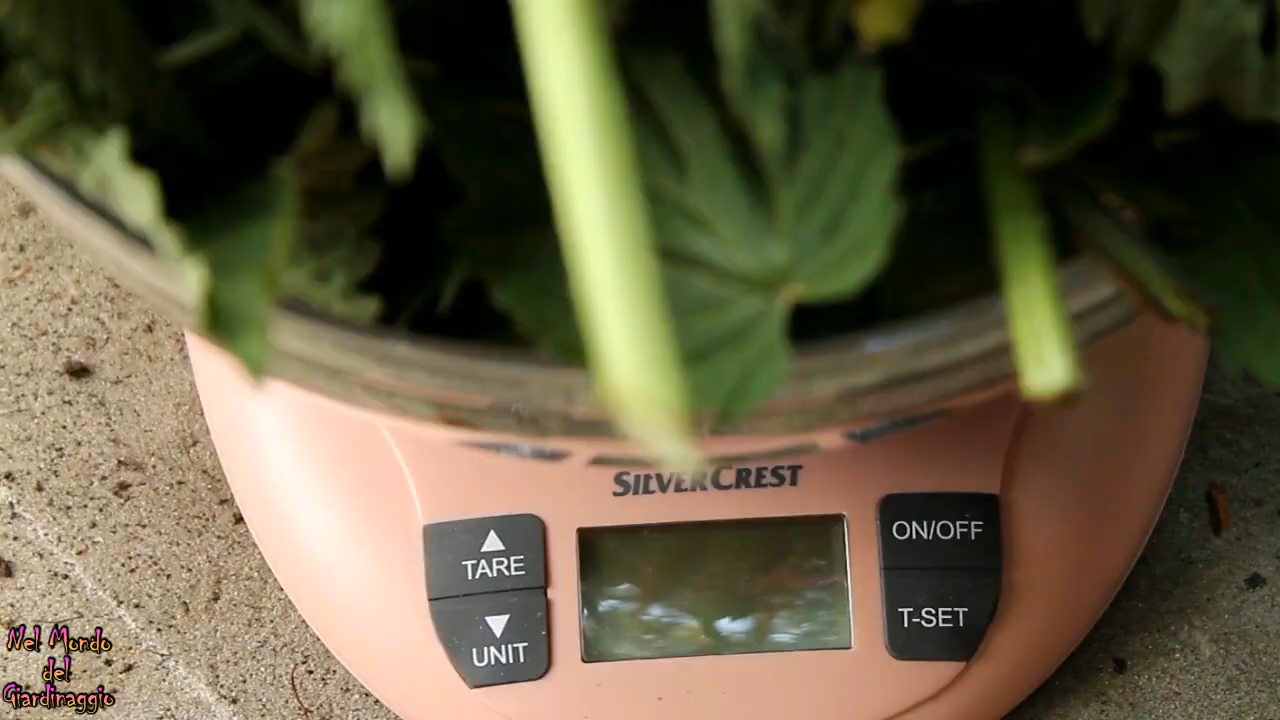 SILVERCREST
TARE
UNIT
ON/OFF
T-SET
Nel Mondo
del
Giardinaggio